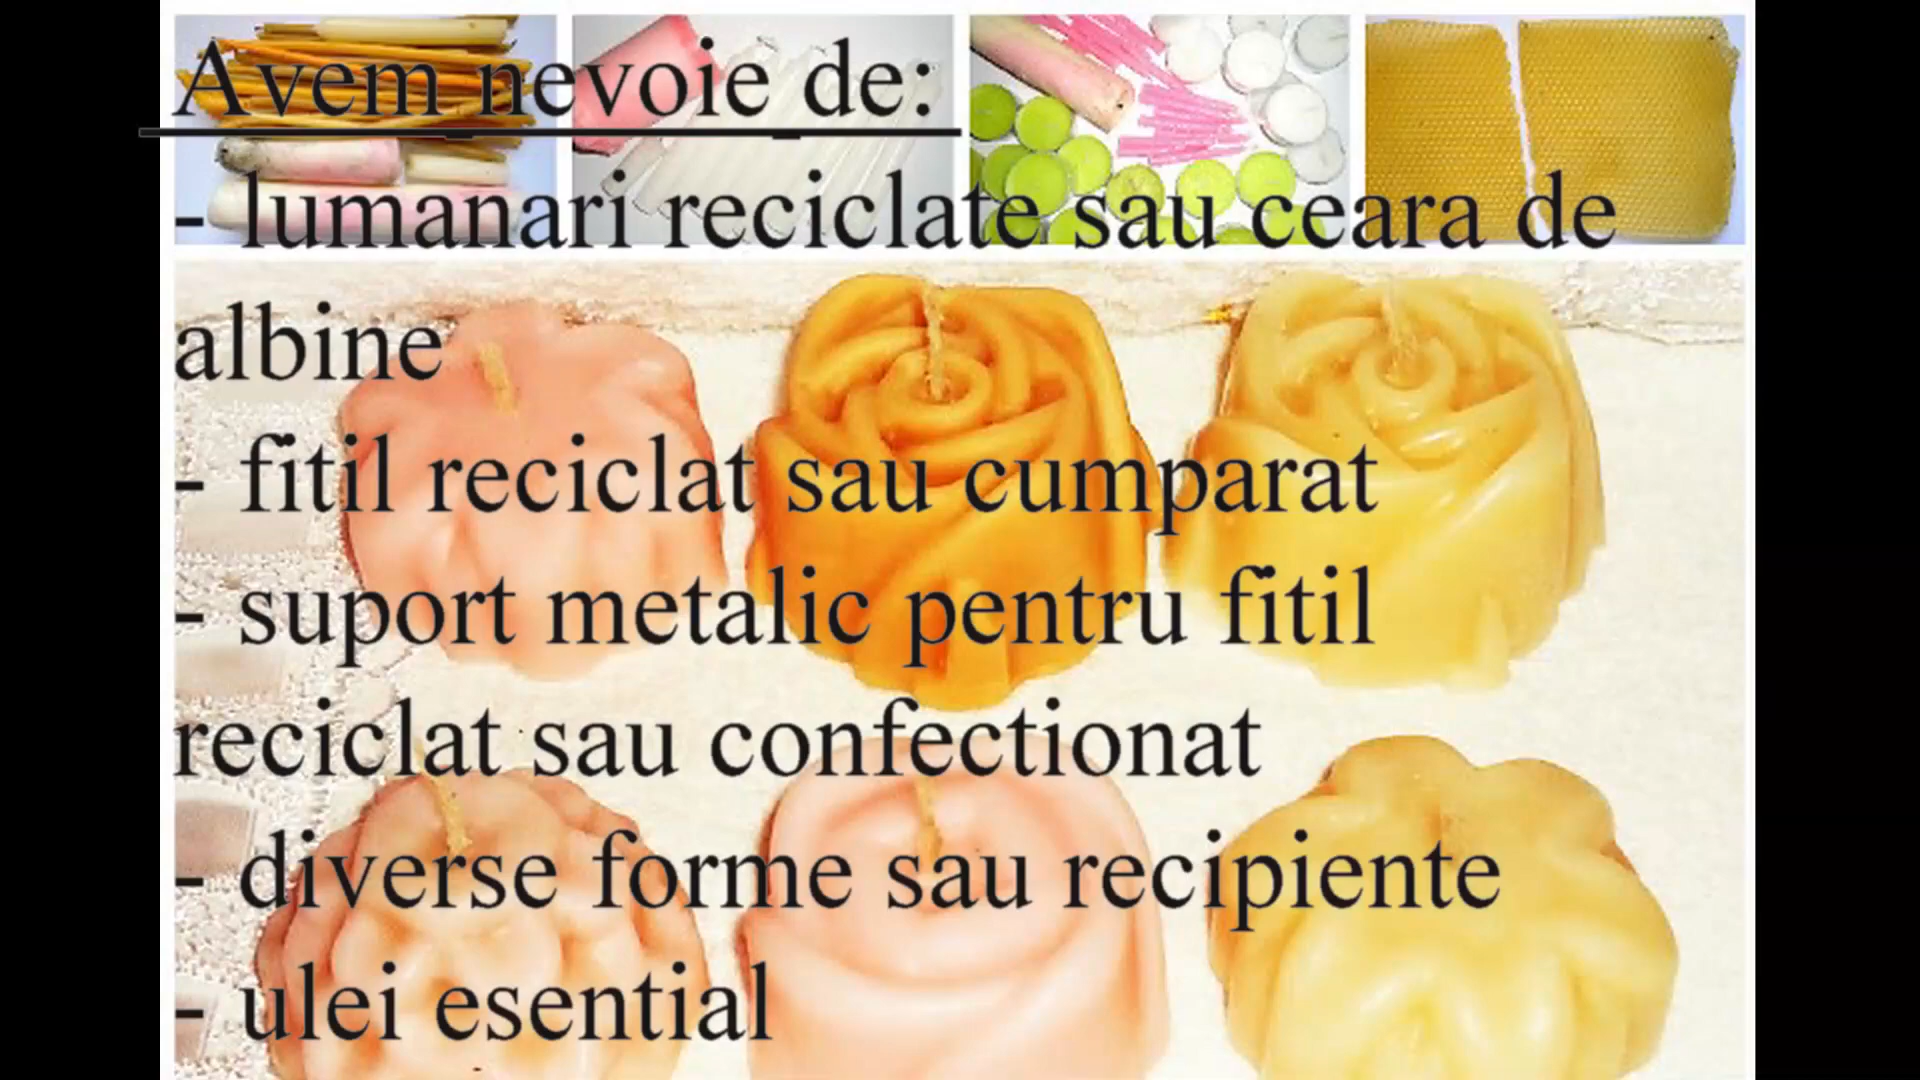 Avem nevoie de:
- lumanari reciclate sau ceara de
albine
- fitil reciclat sau cumparat
- suport metalic pentru fitil
reciclat sau confectionat
- diverse forme sau recipiente
- ulei esential